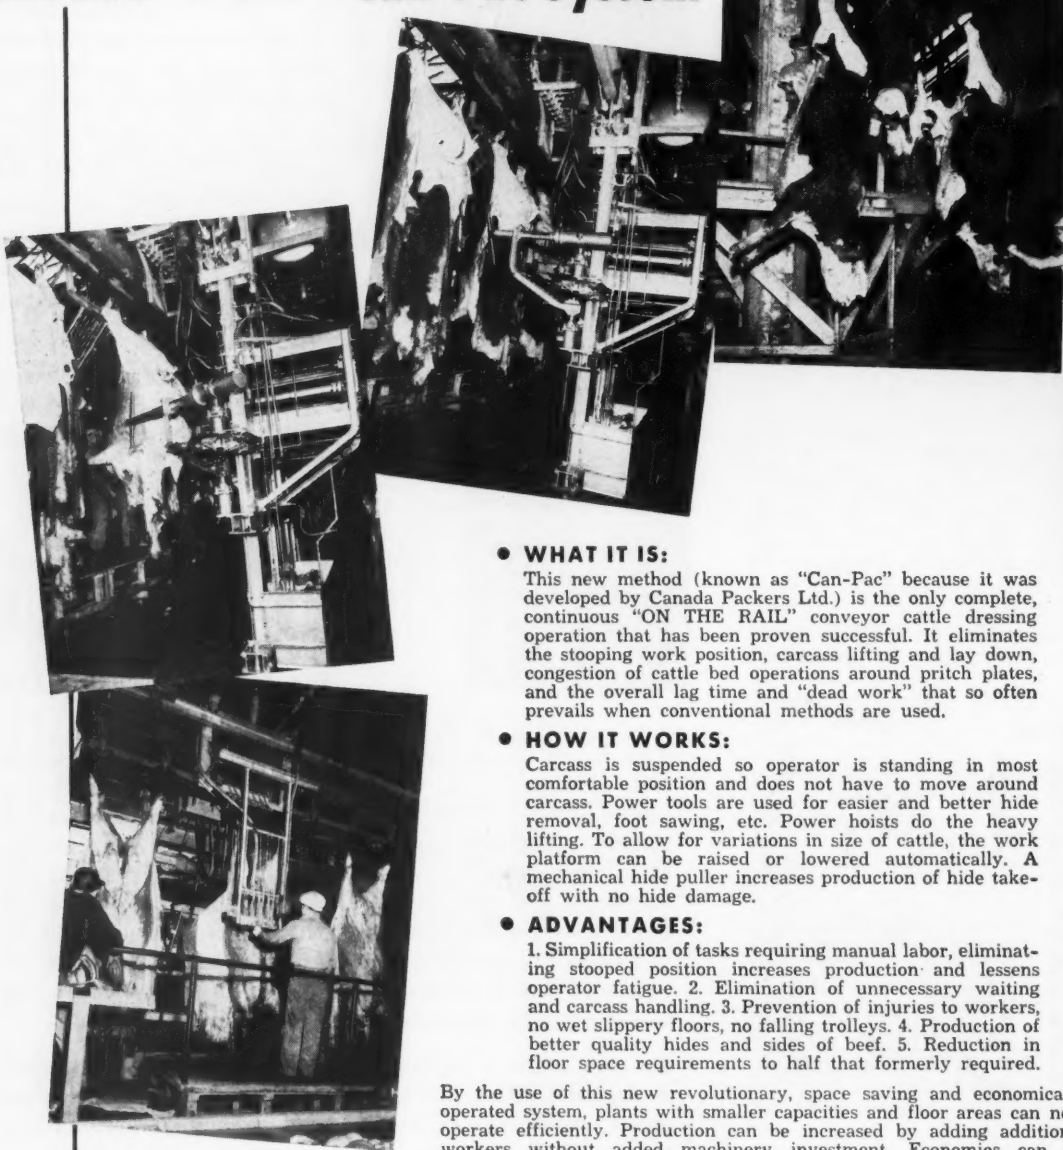 System
● WHAT IT IS:
This new method (known as "Can-Pac" because it was
developed by Canada Packers Ltd.) is the only complete,
continuous "ON THE RAIL" conveyor cattle dressing
operation that has been proven successful. It eliminates
the stooping work position, carcass lifting and lay down,
congestion of cattle bed operations around pritch plates,
and the overall lag time and "dead work" that so often
prevails when conventional methods are used.
● HOW IT WORKS:
Carcass is suspended so operator is standing in most
comfortable position and does not have to move around
carcass. Power tools are used for easier and better hide
removal, foot sawing, etc. Power hoists do the heavy
lifting. To allow for variations in size of cattle, the work
platform can be raised or lowered automatically. A
mechanical hide puller increases production of hide take-
off with no hide damage.
● ADVANTAGES:
1. Simplification of tasks requiring manual labor, eliminat-
ing stooped position increases production and lessens
operator fatigue. 2. Elimination of unnecessary waiting
and carcass handling. 3. Prevention of injuries to workers,
no wet slippery floors, no falling trolleys. 4. Production of
better quality hides and sides of beef. 5. Reduction in
floor space requirements to half that formerly required.
By the use of this new revolutionary, space saving and economica
operated system, plants with smaller capacities and floor areas can n
operate efficiently. Production can be increased by adding addition
workers without added machinery investment. Economies can